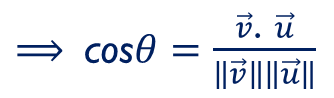 ⟹ cosθ = (v⃗. u⃗) / (‖v⃗‖‖u⃗‖)